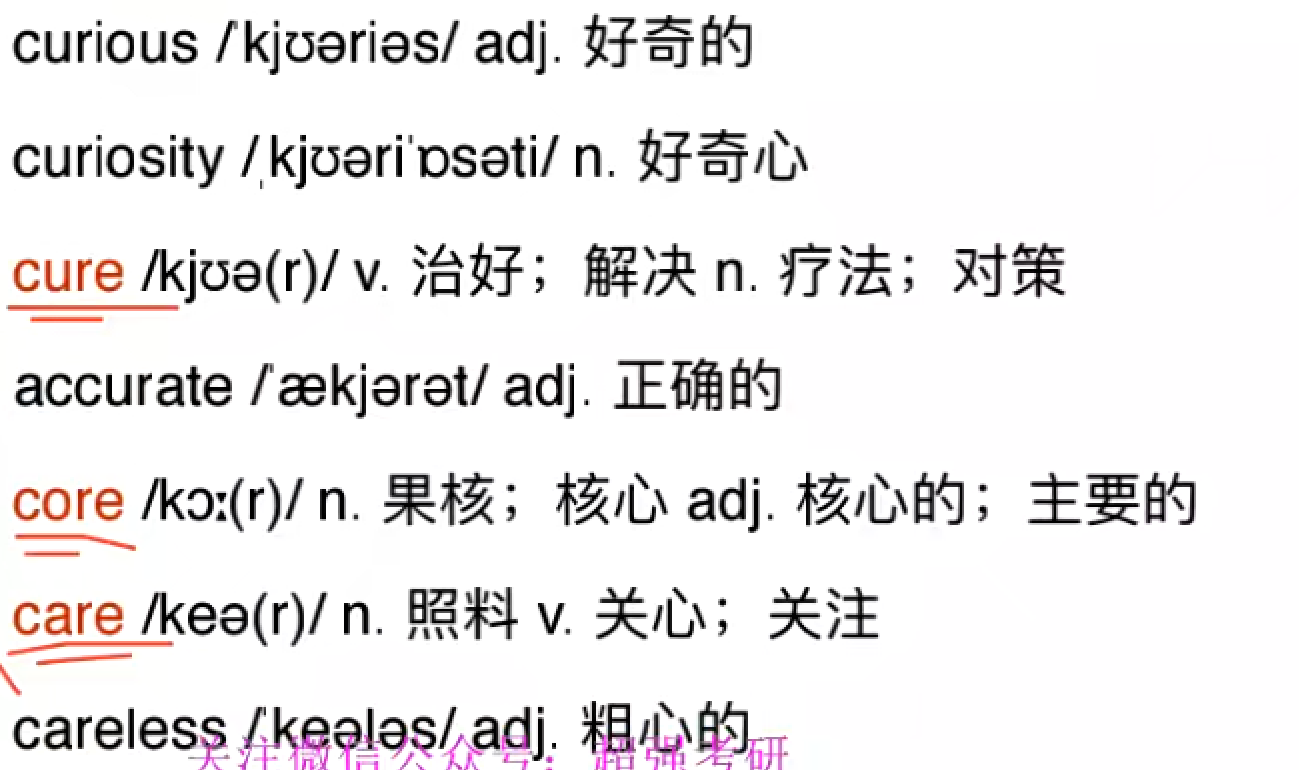 curious /ˈkjʊəriəs/ adj. 好奇的
curiosity /ˌkjʊəriˈɒsəti/ n. 好奇心
cure /kjʊə(r)/ v. 治好；解决 n. 疗法；对策
accurate /ˈækjərət/ adj. 正确的
core /kɔː(r)/ n. 果核；核心 adj. 核心的；主要的
care /keə(r)/ n. 照料 v. 关心；关注
careless /ˈkeələs/ adj. 粗心的
关注微信公众号：超强考研